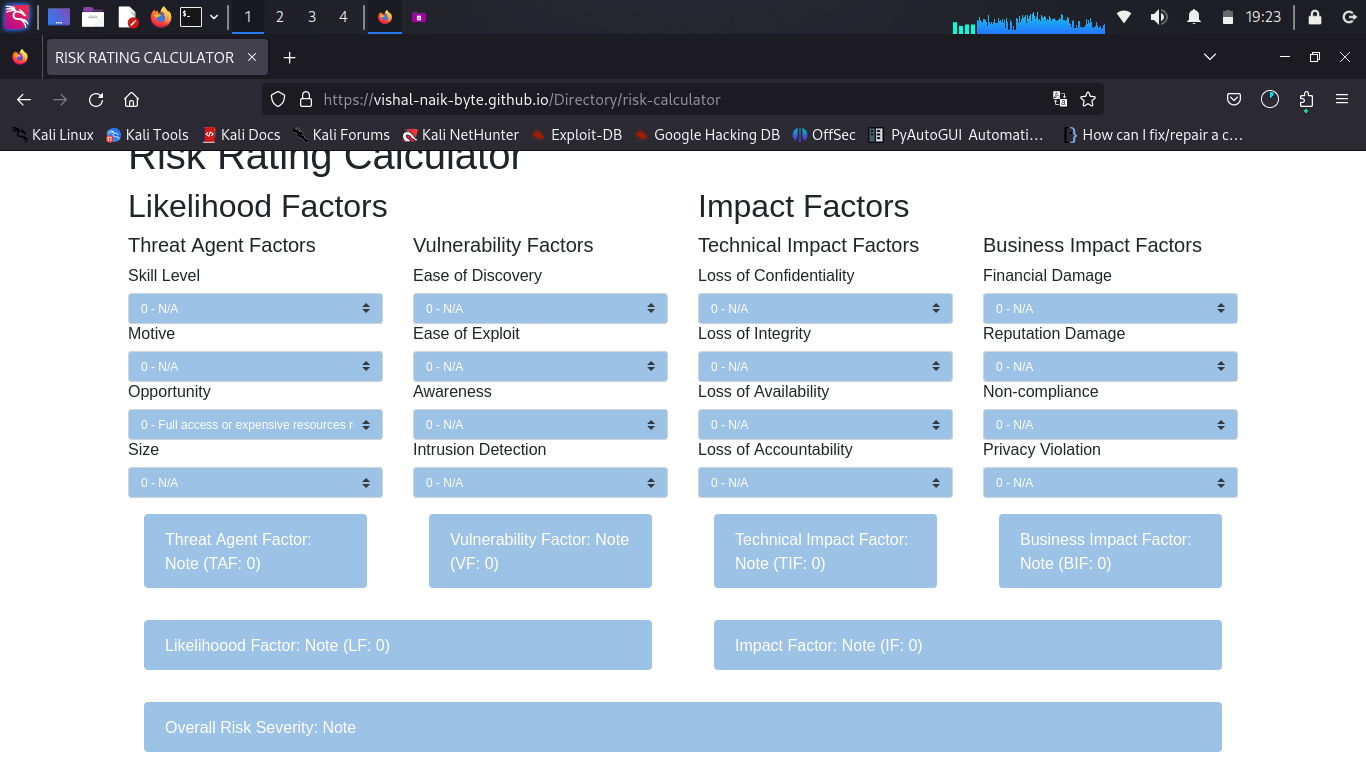 1 2 3 4 19:23
RISK RATING CALCULATOR
https://vishal-naik-byte.github.io/Directory/risk-calculator
Kali Linux Kali Tools Kali Docs Kali Forums Kali NetHunter Exploit-DB Google Hacking DB OffSec PyAutoGUI Automati… How can I fix/repair a c…
Risk Rating Calculator
Likelihood Factors Impact Factors
Threat Agent Factors Vulnerability Factors Technical Impact Factors Business Impact Factors
Skill Level Ease of Discovery Loss of Confidentiality Financial Damage
0 - N/A 0 - N/A 0 - N/A 0 - N/A
Motive Ease of Exploit Loss of Integrity Reputation Damage
0 - N/A 0 - N/A 0 - N/A 0 - N/A
Opportunity Awareness Loss of Availability Non-compliance
0 - Full access or expensive resources r 0 - N/A 0 - N/A 0 - N/A
Size Intrusion Detection Loss of Accountability Privacy Violation
0 - N/A 0 - N/A 0 - N/A 0 - N/A
Threat Agent Factor: Vulnerability Factor: Note Technical Impact Factor: Business Impact Factor:
Note (TAF: 0) (VF: 0) Note (TIF: 0) Note (BIF: 0)
Likelihoood Factor: Note (LF: 0) Impact Factor: Note (IF: 0)
Overall Risk Severity: Note